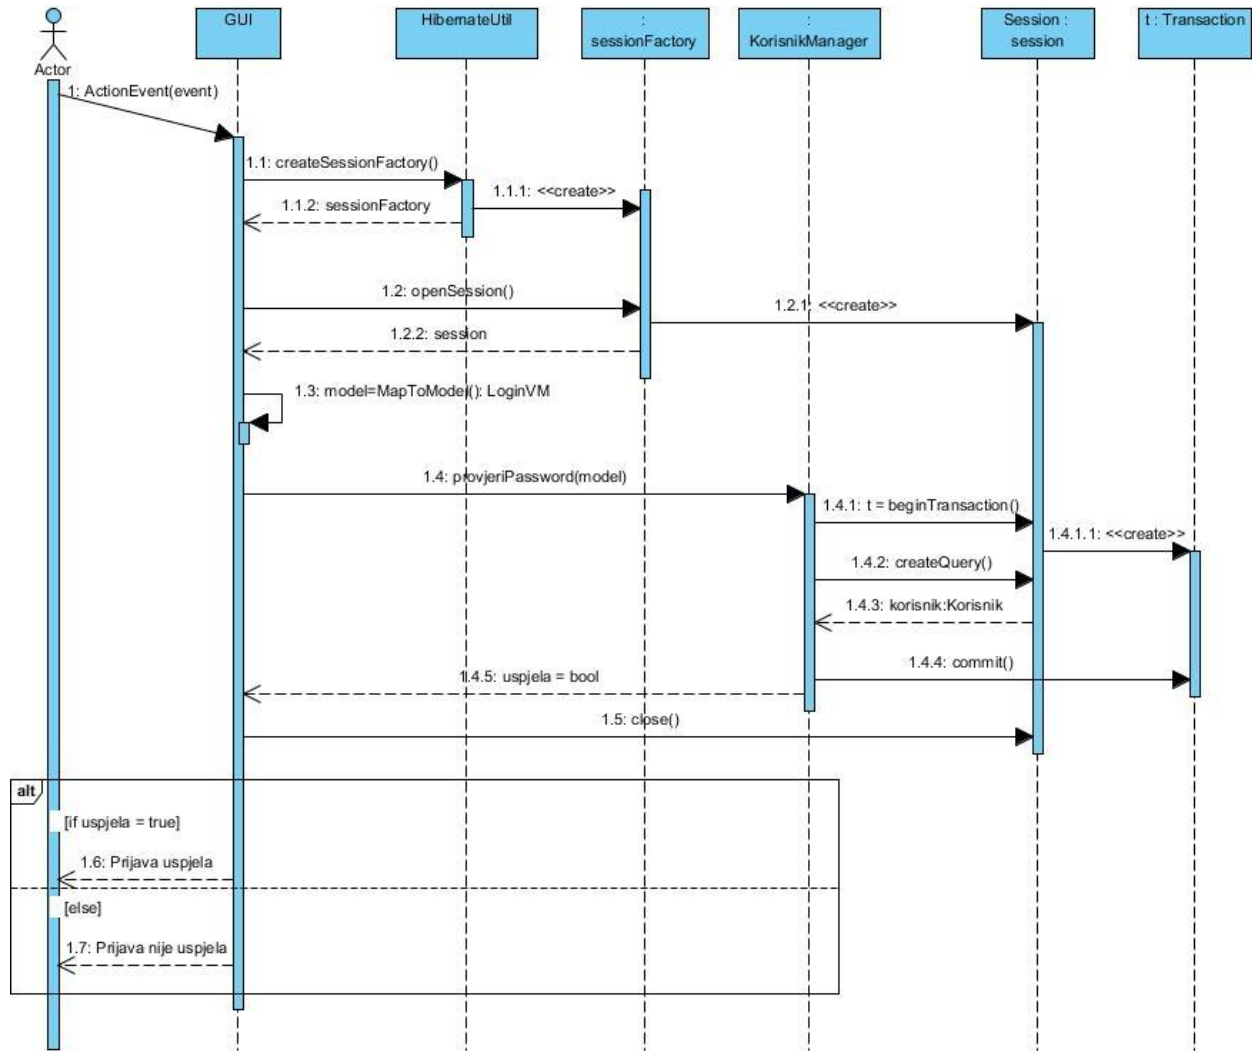 Actor
GUI
HibernateUtil
:
sessionFactory
:
KorisnikManager
Session :
session
t : Transaction
1: ActionEvent(event)
1.1: createSessionFactory()
1.1.1: <<create>>
1.1.2: sessionFactory
1.2: openSession()
1.2.1: <<create>>
1.2.2: session
1.3: model=MapToModel(): LoginVM
1.4: provjeriPassword(model)
1.4.1: t = beginTransaction()
1.4.1.1: <<create>>
1.4.2: createQuery()
1.4.3: korisnik:Korisnik
1.4.4: commit()
1.4.5: uspjela = bool
1.5: close()
alt
[if uspjela = true]
1.6: Prijava uspjela
[else]
1.7: Prijava nije uspjela